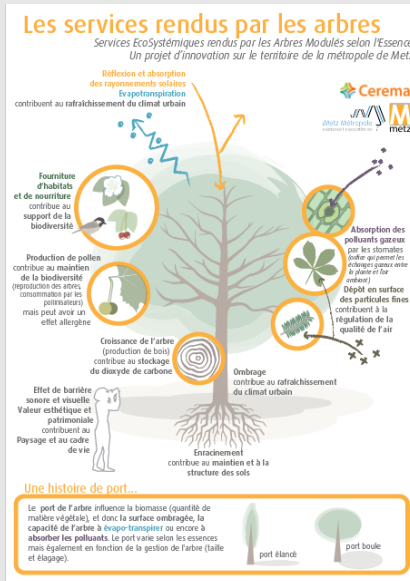 Les services rendus par les arbres
Services EcoSystémiques rendus par les Arbres Modulés selon l'Essence
Un projet d'innovation sur le territoire de la métropole de Metz
Réflexion et absorption
des rayonnements solaires
Evapotranspiration
contribuent au rafraîchissement du climat urbain
Cerema
Metz Métropole
metz
Fourniture
d'habitats
et de nourriture
contribue au
support de la
biodiversité
Absorption des
polluants gazeux
par les stomates
(orifice qui permet les
échanges gazeux entre
la plante et l'air
ambiant)
Dépôt en surface
des particules fines
contribuent à la
régulation de la
qualité de l'air
Production de pollen
contribue au maintien
de la biodiversité
(reproduction des arbres,
consommation par les
pollinisateurs)
mais peut avoir un
effet allergène
Croissance de l'arbre
(production de bois)
contribue au stockage
du dioxyde de carbone
Ombrage
contribue au rafraîchissement
du climat urbain
Effet de barrière
sonore et visuelle
Valeur esthétique et
patrimoniale
contribuent au
Paysage et au cadre
de vie
Enracinement
contribue au maintien et à la
structure des sols
Une histoire de port...
Le port de l'arbre influence la biomasse (quantité de
matière végétale), et donc la surface ombragée, la
capacité de l'arbre à évapo-transpirer ou encore à
absorber les polluants. Le port varie selon les essences
mais également en fonction de la gestion de l'arbre (taille
et élagage).
port élancé
port boule